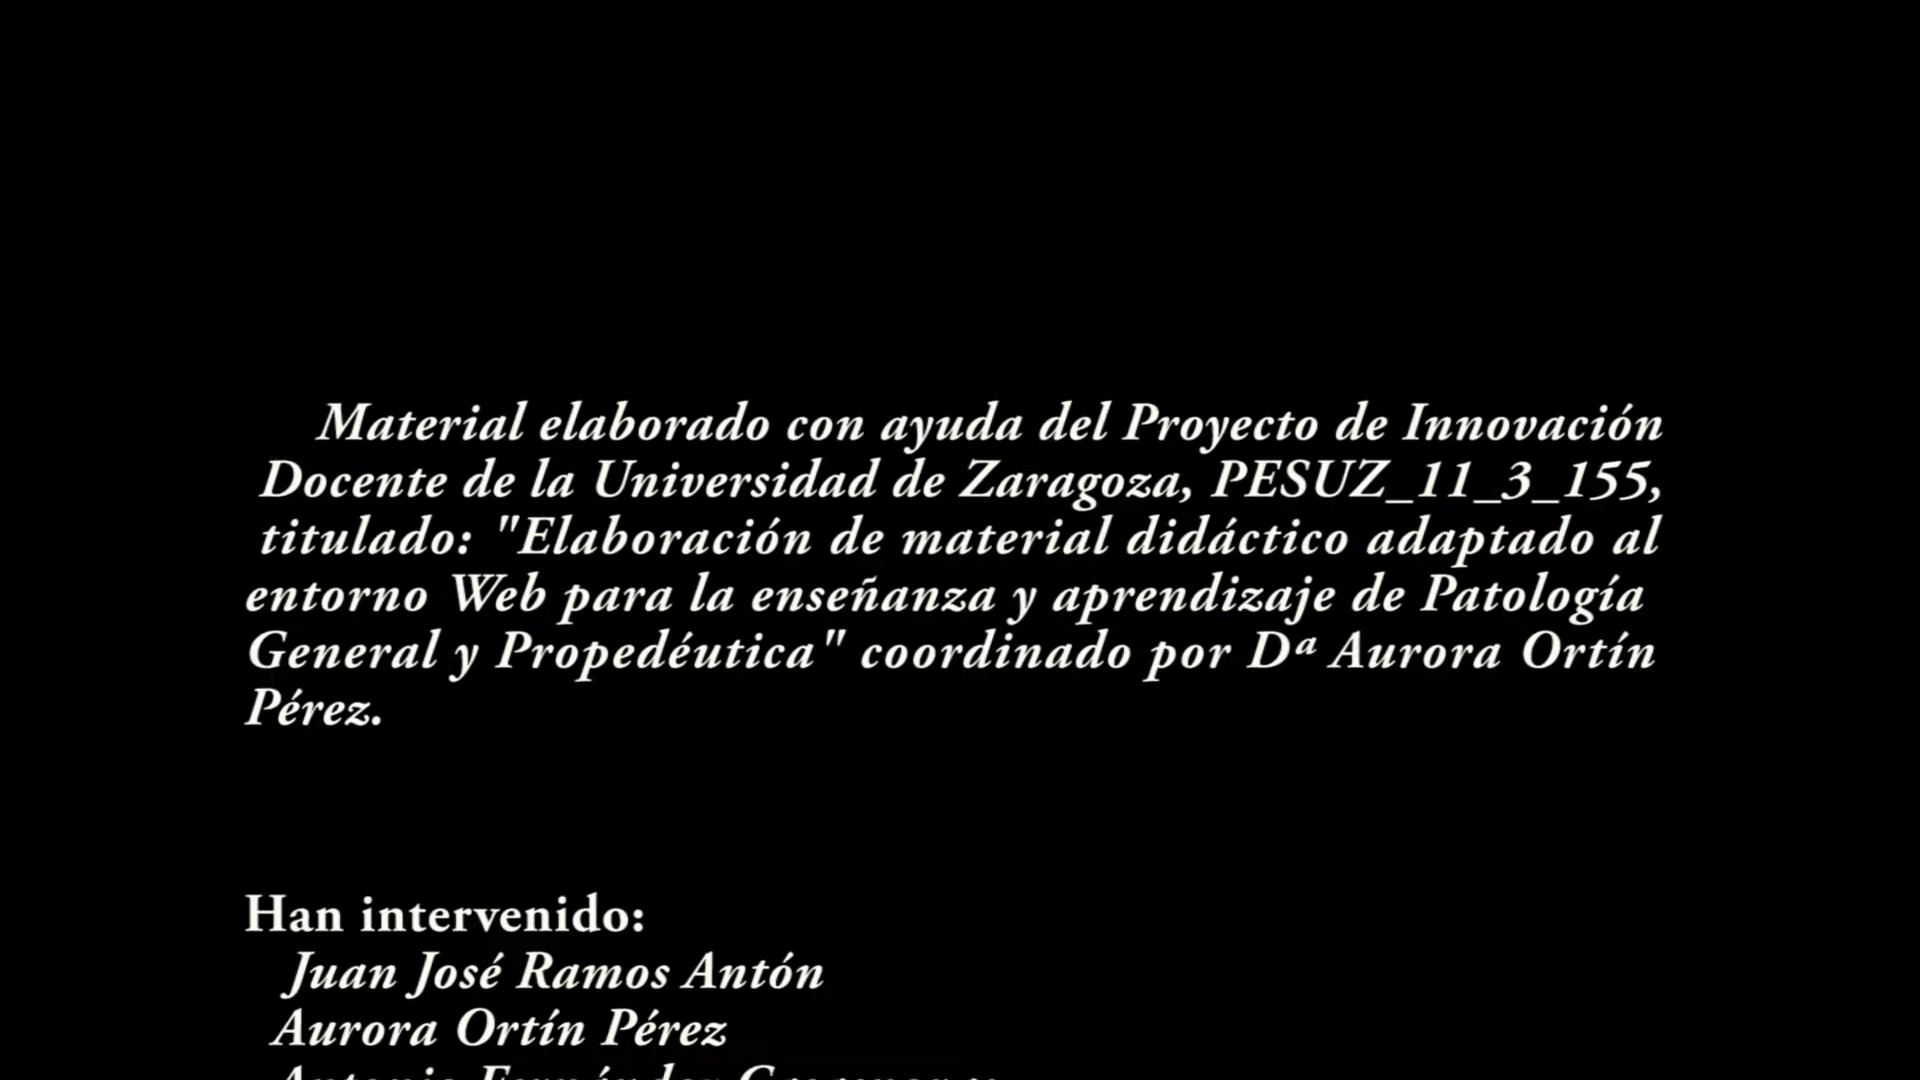 Material elaborado con ayuda del Proyecto de Innovación
Docente de la Universidad de Zaragoza, PESUZ_11_3_155,
titulado: "Elaboración de material didáctico adaptado al
entorno Web para la enseñanza y aprendizaje de Patología
General y Propedéutica" coordinado por Dª Aurora Ortín
Pérez.
Han intervenido:
Juan José Ramos Antón
Aurora Ortín Pérez
Antonio Fernández